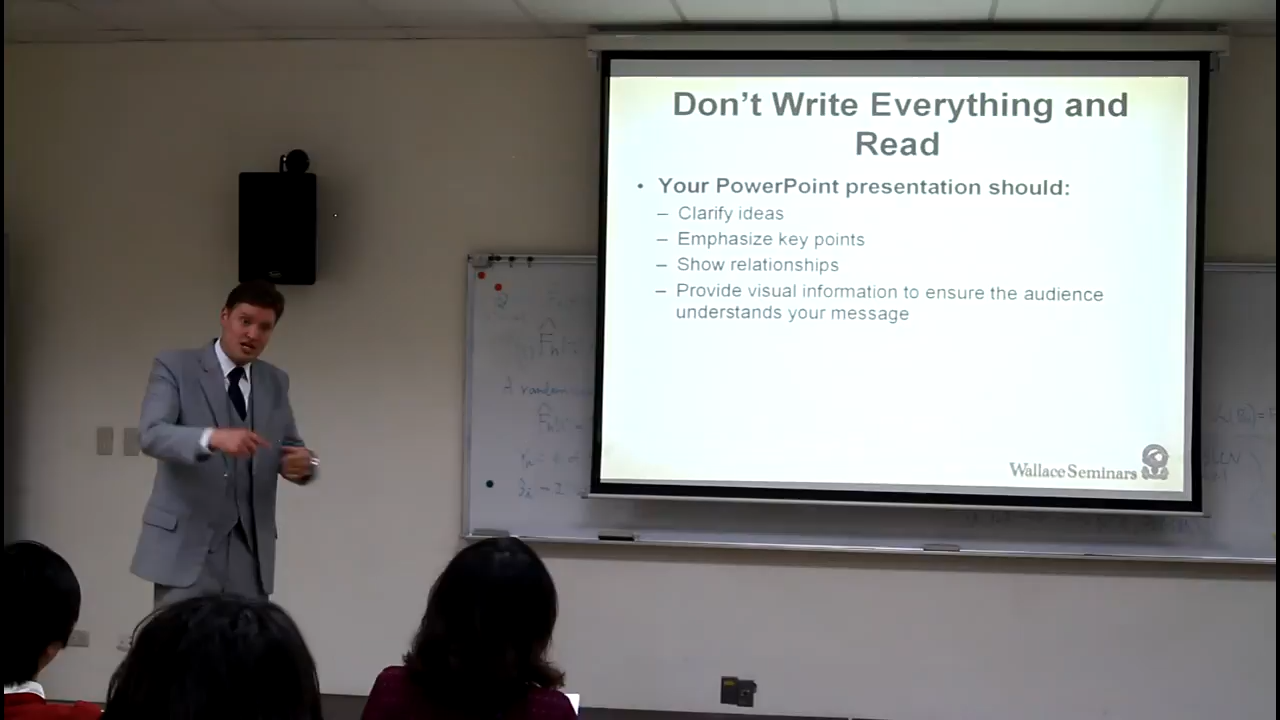 Don't Write Everything and
Read
• Your PowerPoint presentation should:
– Clarify ideas
– Emphasize key points
– Show relationships
– Provide visual information to ensure the audience
understands your message
Wallace Seminars
A random